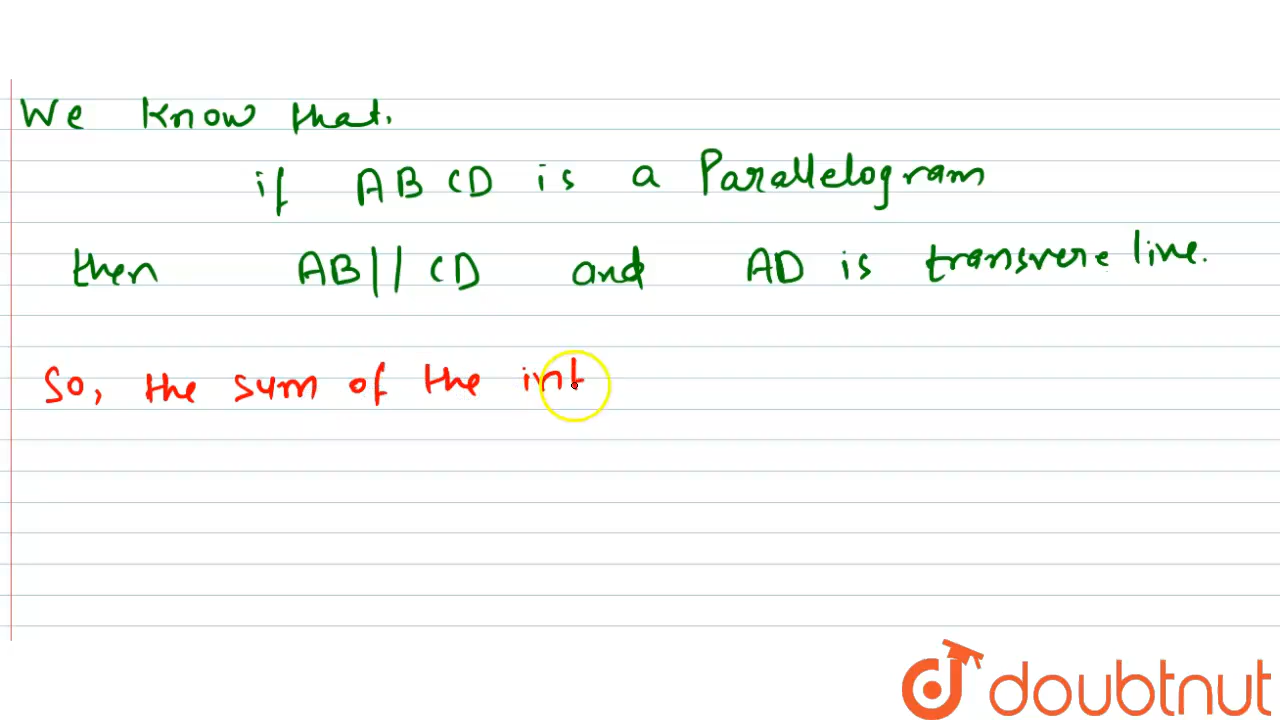 We know that.
if ABCD is a Parallelogram
then AB || CD and AD is transvere line.
So, the sum of the int
doubtnut